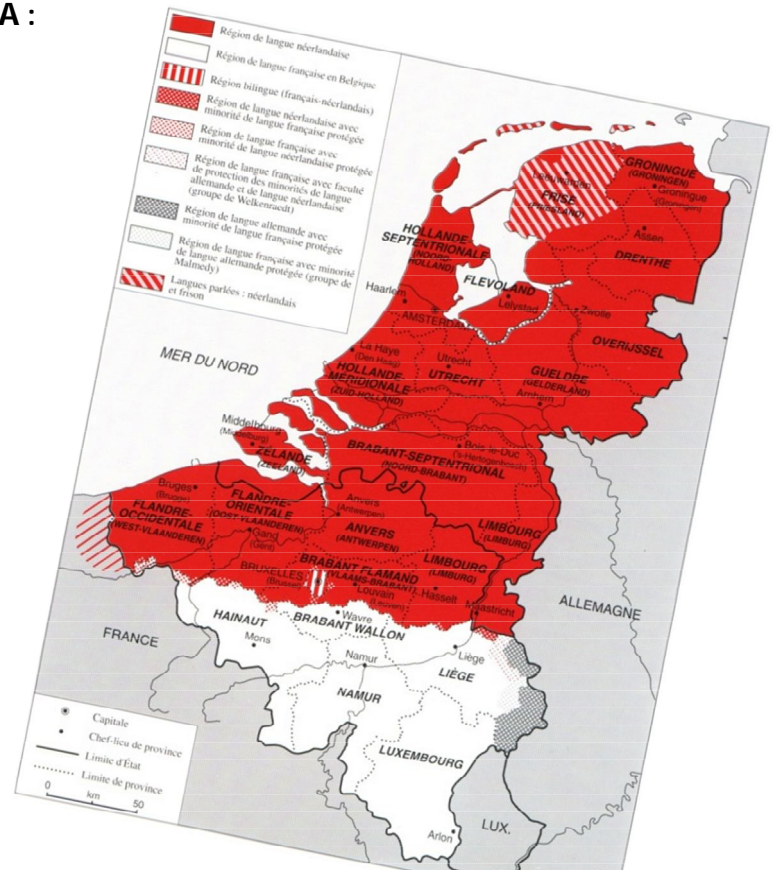 A :
Région de langue néerlandaise
Région de langue française en Belgique
Région bilingue (français-néerlandais)
Région de langue néerlandaise avec
minorité de langue française protégée
Région de langue française avec
minorité de langue néerlandaise protégée
Région de langue française avec faculté
de protection des minorités de langue
allemande et de langue néerlandaise
(groupe de Welkenraedt)
Région de langue allemande avec
minorité de langue française protégée
Région de langue française avec minorité
de langue allemande protégée (groupe de
Malmedy)
Langues parlées : néerlandais
et frison
GRONINGUE
(GRONINGEN)
Groningue
(Groningen)
Leeuwarden
FRISE
(FRIESLAND)
Assen
DRENTHE
HOLLANDE-
SEPTENTRIONALE
(NOORD-
HOLLAND)
FLEVOLAND
Lelystad
Haarlem
AMSTERDAM
Zwolle
OVERIJSSEL
MER DU NORD
La Haye
(Den Haag)
Utrecht
UTRECHT
HOLLANDE-
MÉRIDIONALE
(ZUID-HOLLAND)
GUELDRE
(GELDERLAND)
Arnhem
Middelbourg
(Middelburg)
ZÉLANDE
(ZEELAND)
Bois-le-Duc
('s-Hertogenbosch)
BRABANT-SEPTENTRIONAL
(NOORD-BRABANT)
Bruges
(Brugge)
FLANDRE-
OCCIDENTALE
(WEST-VLAANDEREN)
FLANDRE-
ORIENTALE
(OOST-VLAANDEREN)
Gand
(Gent)
Anvers
(Antwerpen)
ANVERS
(ANTWERPEN)
LIMBOURG
(LIMBURG)
LIMBOURG
(LIMBURG)
BRUXELLES
(Brussel)
BRABANT FLAMAND
(VLAAMS-BRABANT)
Louvain
(Leuven)
Hasselt
Maastricht
ALLEMAGNE
FRANCE
HAINAUT
Mons
Wavre
BRABANT WALLON
Namur
NAMUR
Liège
LIÈGE
LUXEMBOURG
Arlon
LUX.
Capitale
Chef-lieu de province
Limite d'État
Limite de province
0 km 50